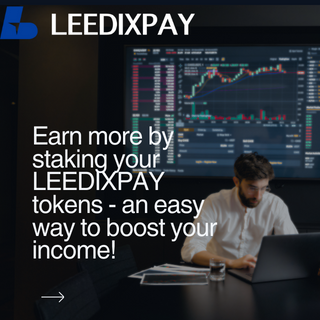 LEEDIXPAY
Earn more by
staking your
LEEDIXPAY
tokens - an easy
way to boost your
income!